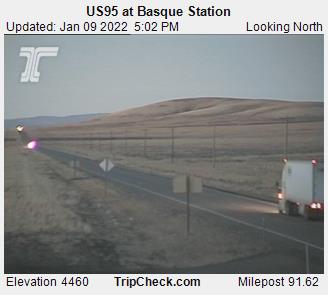 US95 at Basque Station
Updated: Jan 09 2022 5:02 PM Looking North
Elevation 4460 TripCheck.com Milepost 91.62